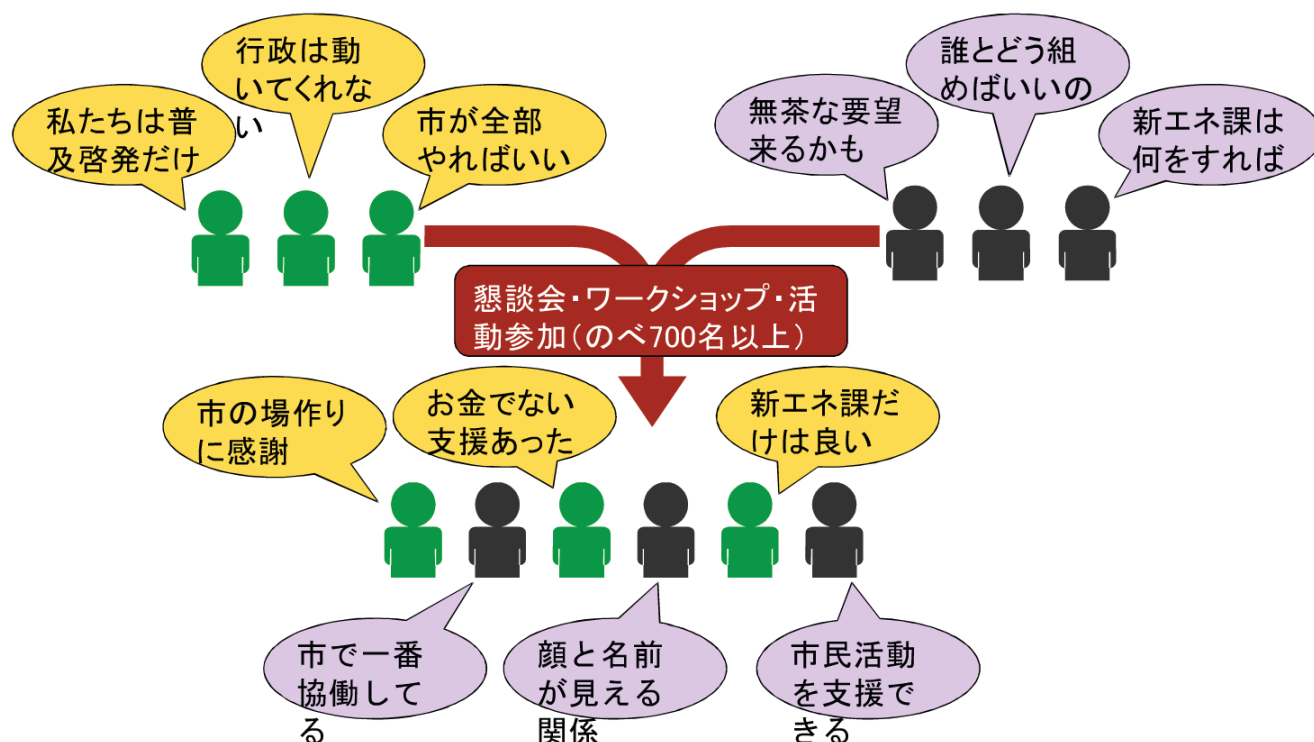 私たちは普
及啓発だけ
行政は動
いてくれな
い
市が全部
やればいい
無茶な要望
来るかも
誰とどう組
めばいいの
新エネ課は
何をすれば
懇談会・ワークショップ・活
動参加（のべ700名以上）
市の場作り
に感謝
お金でない
支援あった
新エネ課だ
けは良い
市で一番
協働して
る
顔と名前
が見える
関係
市民活動
を支援で
きる